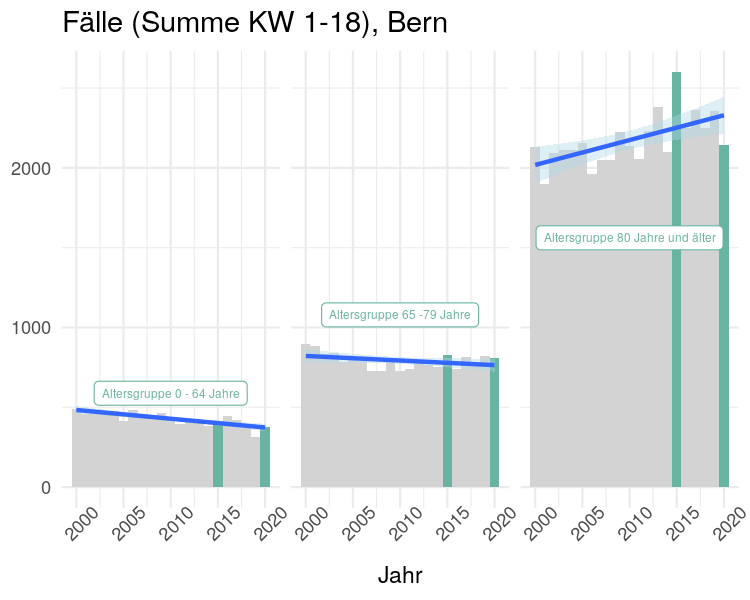 Fälle (Summe KW 1-18), Bern
Altersgruppe 0 - 64 Jahre
Altersgruppe 65 -79 Jahre
Altersgruppe 80 Jahre und älter
2000
1000
0
2000 2005 2010 2015 2020 2000 2005 2010 2015 2020 2000 2005 2010 2015 2020
Jahr